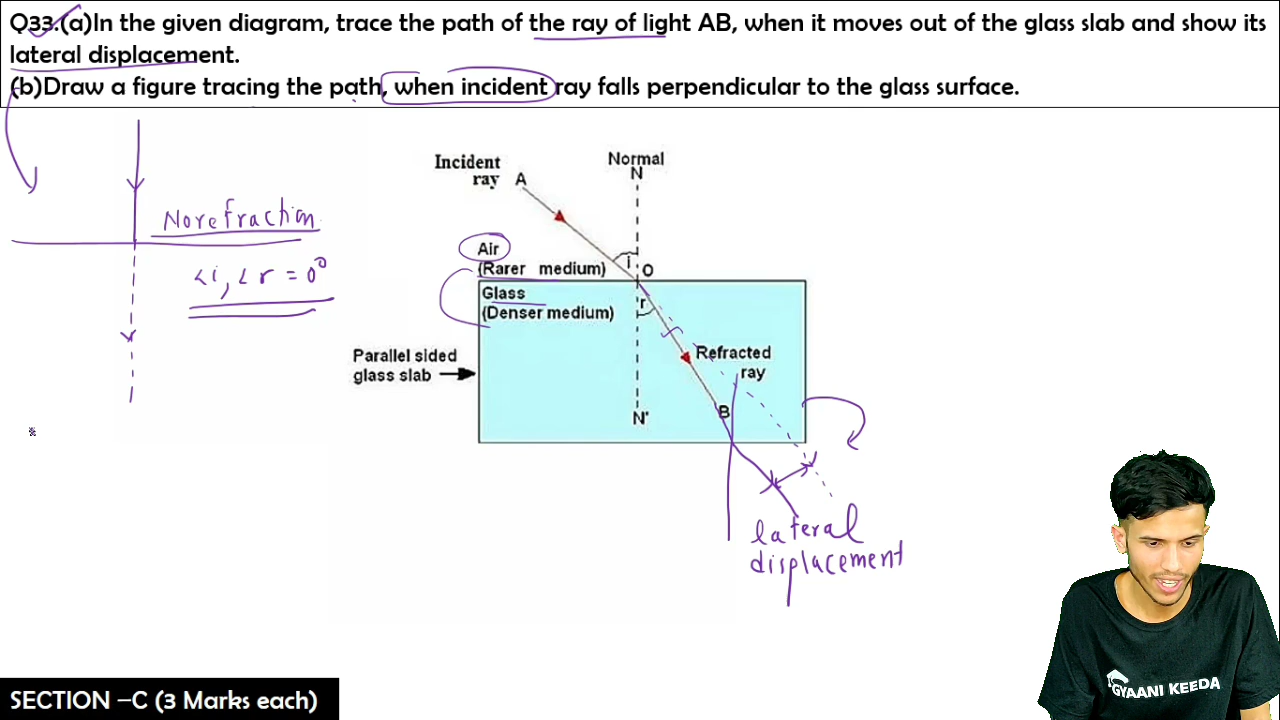 Q33.(a)In the given diagram, trace the path of the ray of light AB, when it moves out of the glass slab and show its
lateral displacement.
(b)Draw a figure tracing the path, when incident ray falls perpendicular to the glass surface.
No refraction
<i, <r = 0°
Incident
ray
A
Normal
N
Air
(Rarer medium)
i
O
Glass
(Denser medium)
r
Parallel sided
glass slab
Refracted
ray
B
N'
lateral
displacement
GYAANI KEEDA
SECTION –C (3 Marks each)